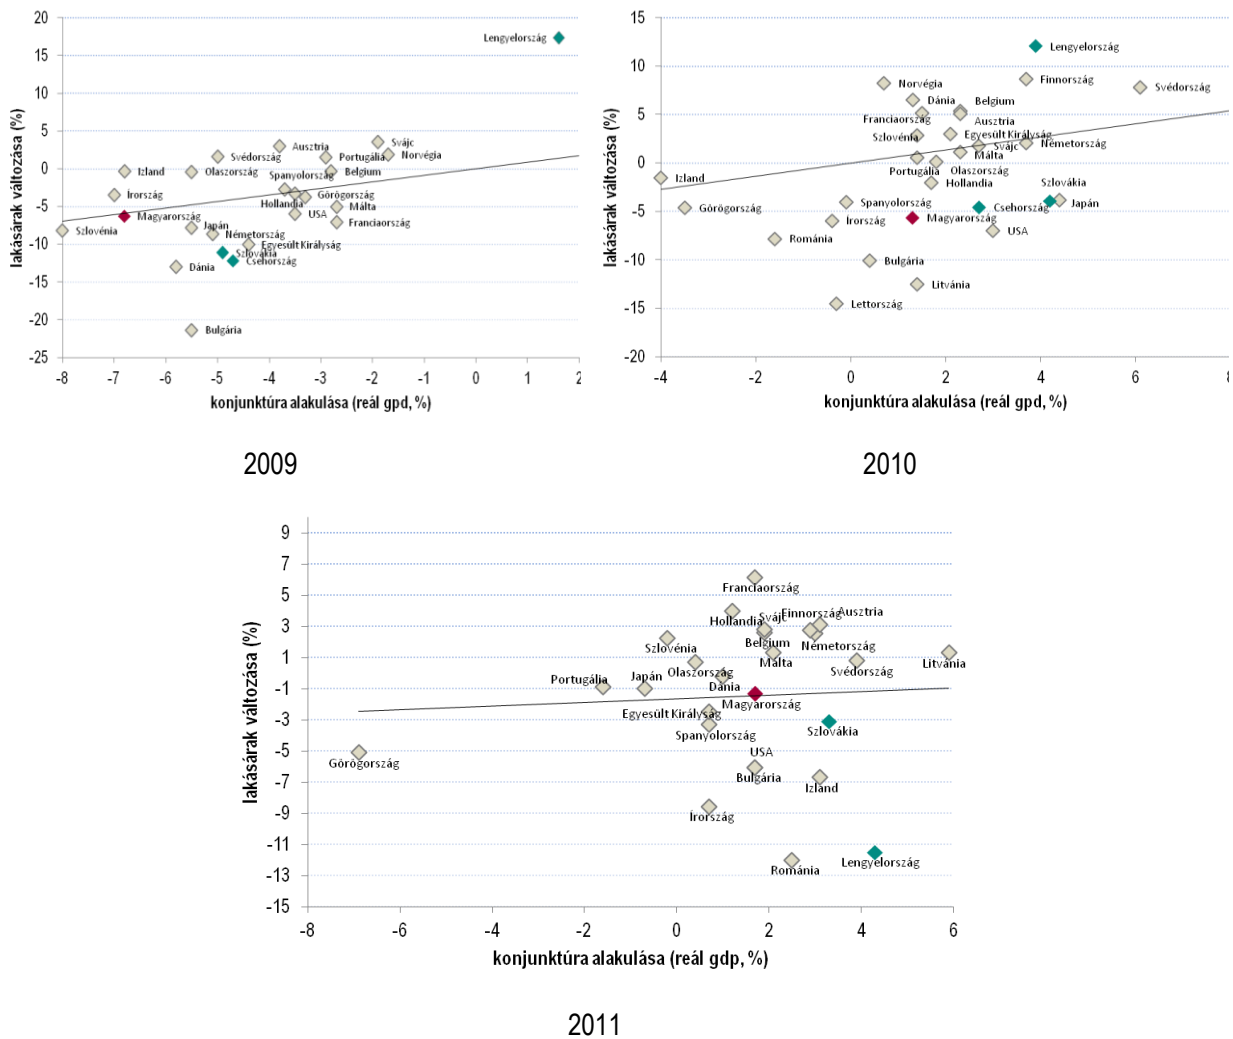 20
15
10
5
0
-5
-10
-15
-20
-25
-8
-7
-6
-5
-4
-3
-2
-1
0
1
2
lakásárak változása (%)
konjunktúra alakulása (reál gpd, %)
Lengyelország
Svájc
Ausztria
Norvégia
Svédország
Portugália
Izland
Olaszország
Belgium
Spanyolország
Írország
Görögország
Hollandia
Málta
Magyarország
USA
Franciaország
Japán
Szlovénia
Németország
Egyesült Királyság
Szlovákia
Csehország
Dánia
Bulgária
2009
15
10
5
0
-5
-10
-15
-20
-4
-2
0
2
4
6
lakásárak változása (%)
konjunktúra alakulása (reál gpd, %)
Lengyelország
Finnország
Norvégia
Svédország
Dánia
Belgium
Franciaország
Ausztria
Szlovénia
Egyesült Királyság
Svájc
Németország
Málta
Portugália
Olaszország
Izland
Hollandia
Szlovákia
Spanyolország
Görögország
Csehország
Japán
Írország
Magyarország
USA
Románia
Bulgária
Litvánia
Lettország
2010
9
7
5
3
1
-1
-3
-5
-7
-9
-11
-13
-15
-8
-6
-4
-2
0
2
4
6
lakásárak változása (%)
konjunktúra alakulása (reál gdp, %)
Franciaország
Hollandia
Svájc
Finnország
Ausztria
Szlovénia
Belgium
Németország
Málta
Litvánia
Olaszország
Svédország
Portugália
Japán
Dánia
Magyarország
Egyesült Királyság
Spanyolország
Szlovákia
USA
Görögország
Bulgária
Izland
Írország
Lengyelország
Románia
2011